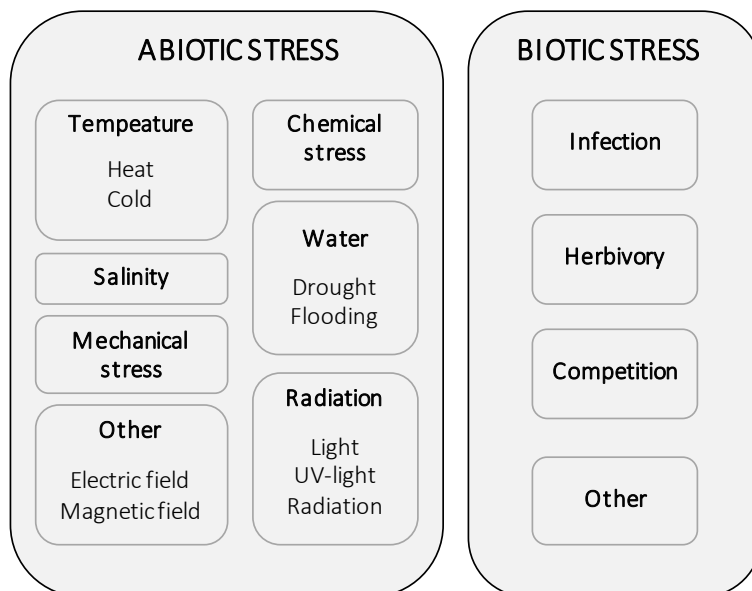 ABIOTIC STRESS
Tempeature
Heat
Cold
Salinity
Mechanical
stress
Other
Electric field
Magnetic field
Chemical
stress
Water
Drought
Flooding
Radiation
Light
UV-light
Radiation
BIOTIC STRESS
Infection
Herbivory
Competition
Other